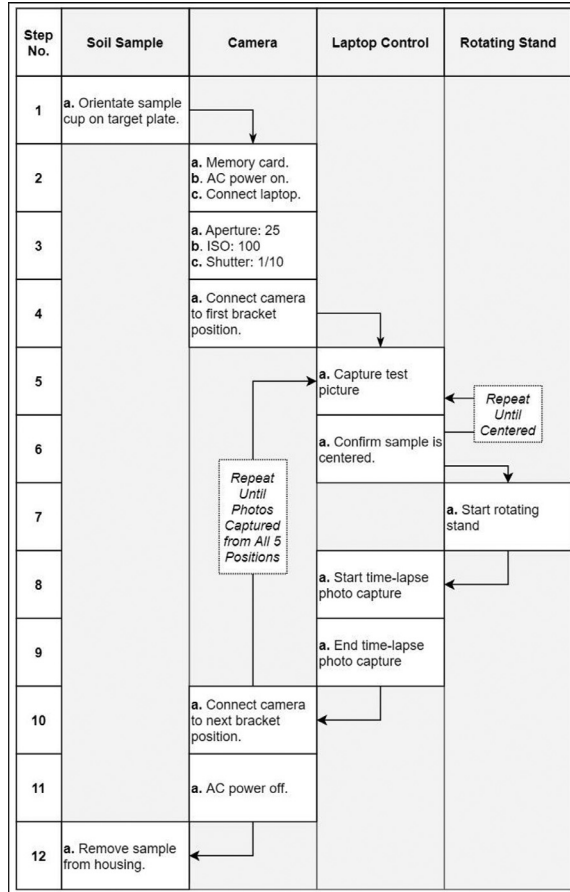 Step No.
Soil Sample
Camera
Laptop Control
Rotating Stand
1
a. Orientate sample
cup on target plate.
2
a. Memory card.
b. AC power on.
c. Connect laptop.
3
a. Aperture: 25
b. ISO: 100
c. Shutter: 1/10
4
a. Connect camera
to first bracket
position.
5
a. Capture test
picture
Repeat
Until
Centered
6
a. Confirm sample is
centered.
Repeat
Until
Photos
Captured
from All 5
Positions
7
a. Start rotating
stand
8
a. Start time-lapse
photo capture
9
a. End time-lapse
photo capture
10
a. Connect camera
to next bracket
position.
11
a. AC power off.
12
a. Remove sample
from housing.